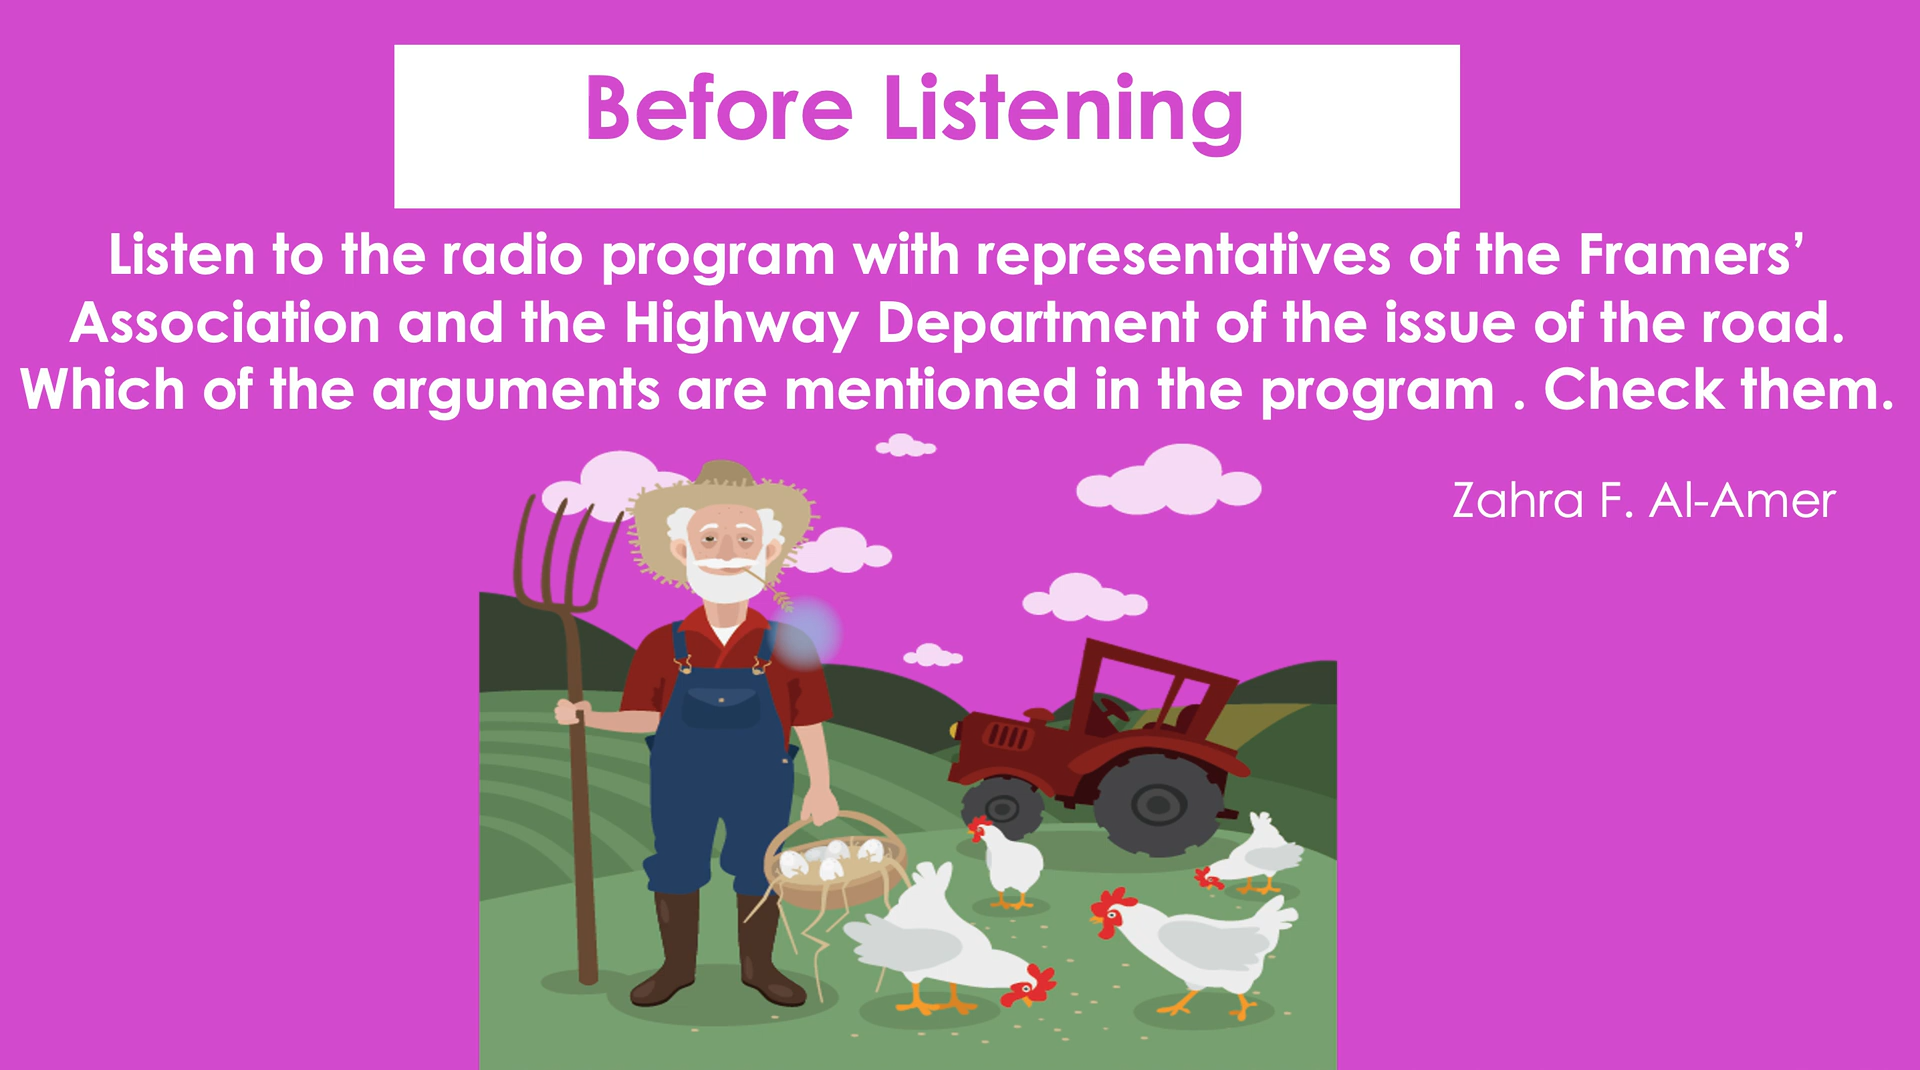 Before Listening
Listen to the radio program with representatives of the Framers’
Association and the Highway Department of the issue of the road.
Which of the arguments are mentioned in the program . Check them.
Zahra F. Al-Amer